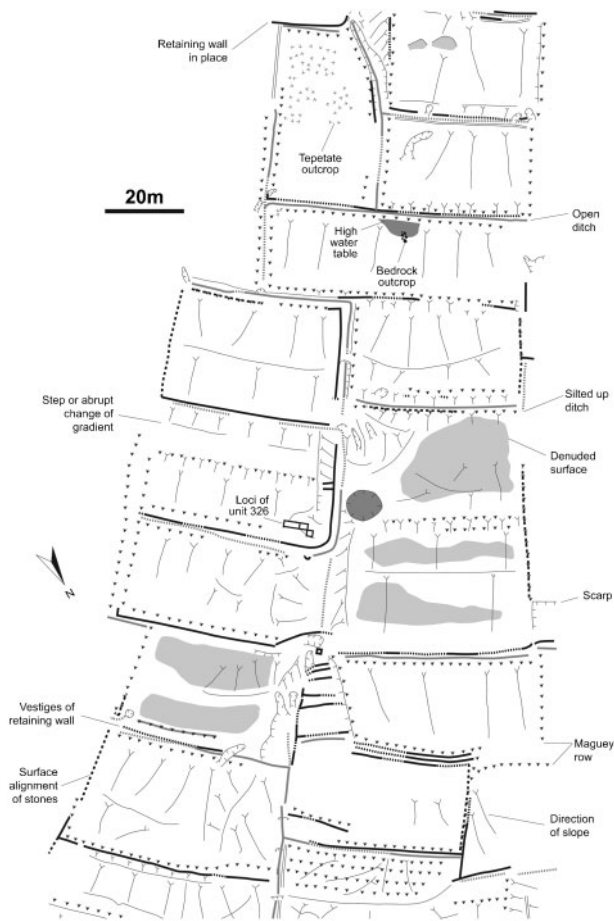 Retaining wall
in place
Tepetate
outcrop
20m
Open
ditch
High
water
table
Bedrock
outcrop
Step or abrupt
change of
gradient
Silted up
ditch
Denuded
surface
Loci of
unit 326
N
Scarp
Vestiges of
retaining wall
Maguey
row
Surface
alignment
of stones
Direction
of slope